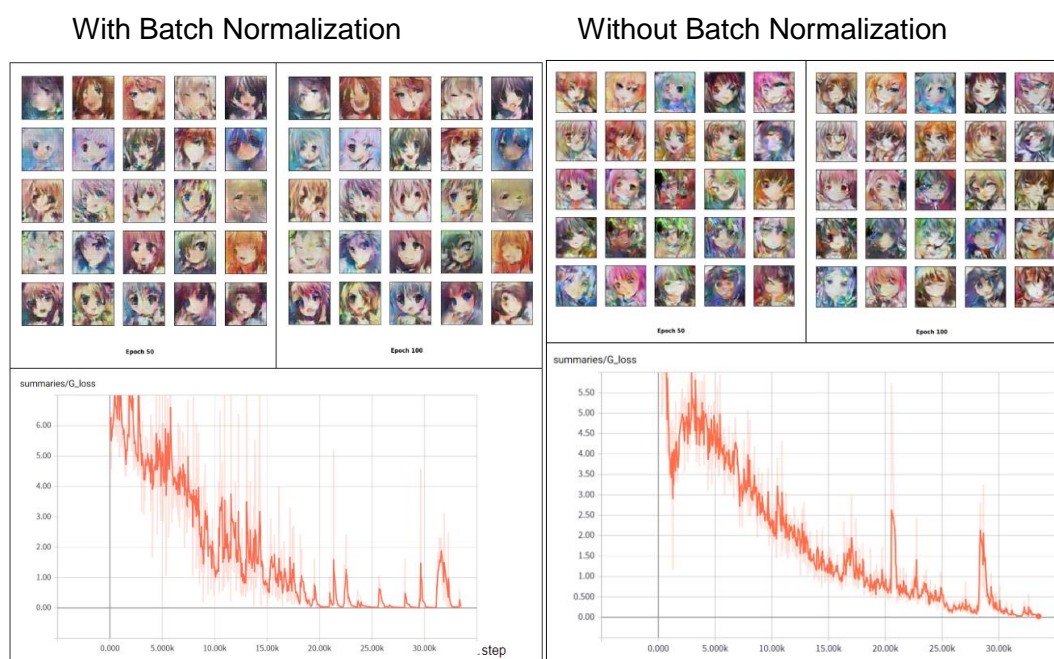 With Batch Normalization
Without Batch Normalization
Epoch 50
Epoch 100
Epoch 50
Epoch 100
summaries/G_loss
6.00
5.00
4.00
3.00
2.00
1.00
0.00
0.000 5.000k 10.00k 15.00k 20.00k 25.00k 30.00k
.step
summaries/G_loss
5.50
5.00
4.50
4.00
3.50
3.00
2.50
2.00
1.50
1.00
0.500
0.00
0.000 5.000k 10.00k 15.00k 20.00k 25.00k 30.00k